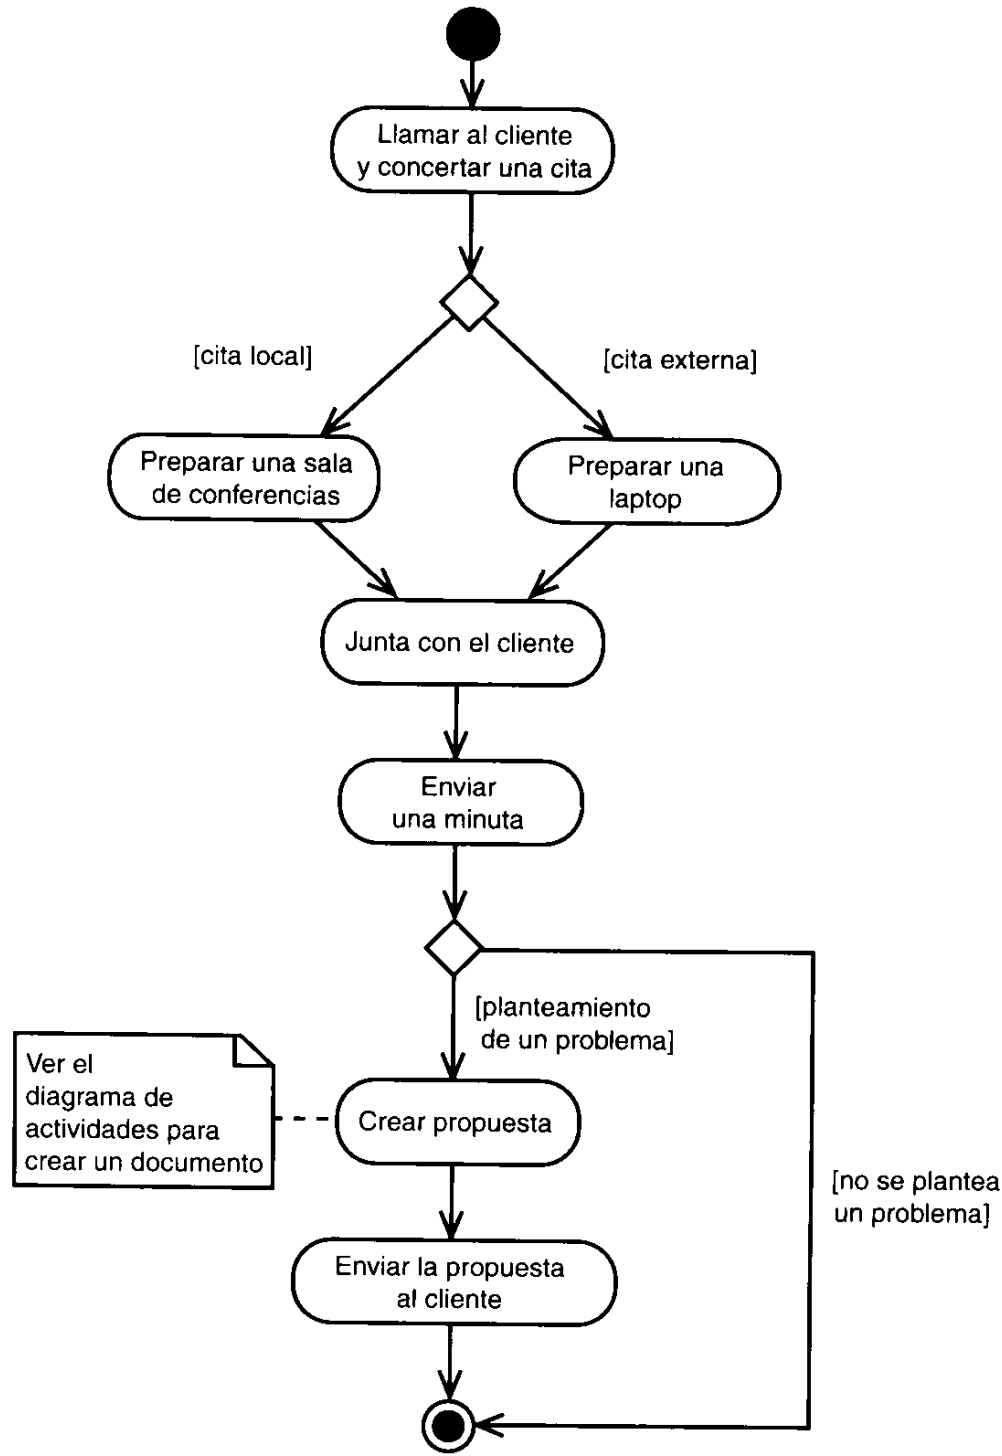 Llamar al cliente
y concertar una cita
[cita local]
[cita externa]
Preparar una sala
de conferencias
Preparar una
laptop
Junta con el cliente
Enviar
una minuta
[planteamiento
de un problema]
Ver el
diagrama de
actividades para
crear un documento
Crear propuesta
[no se plantea
un problema]
Enviar la propuesta
al cliente